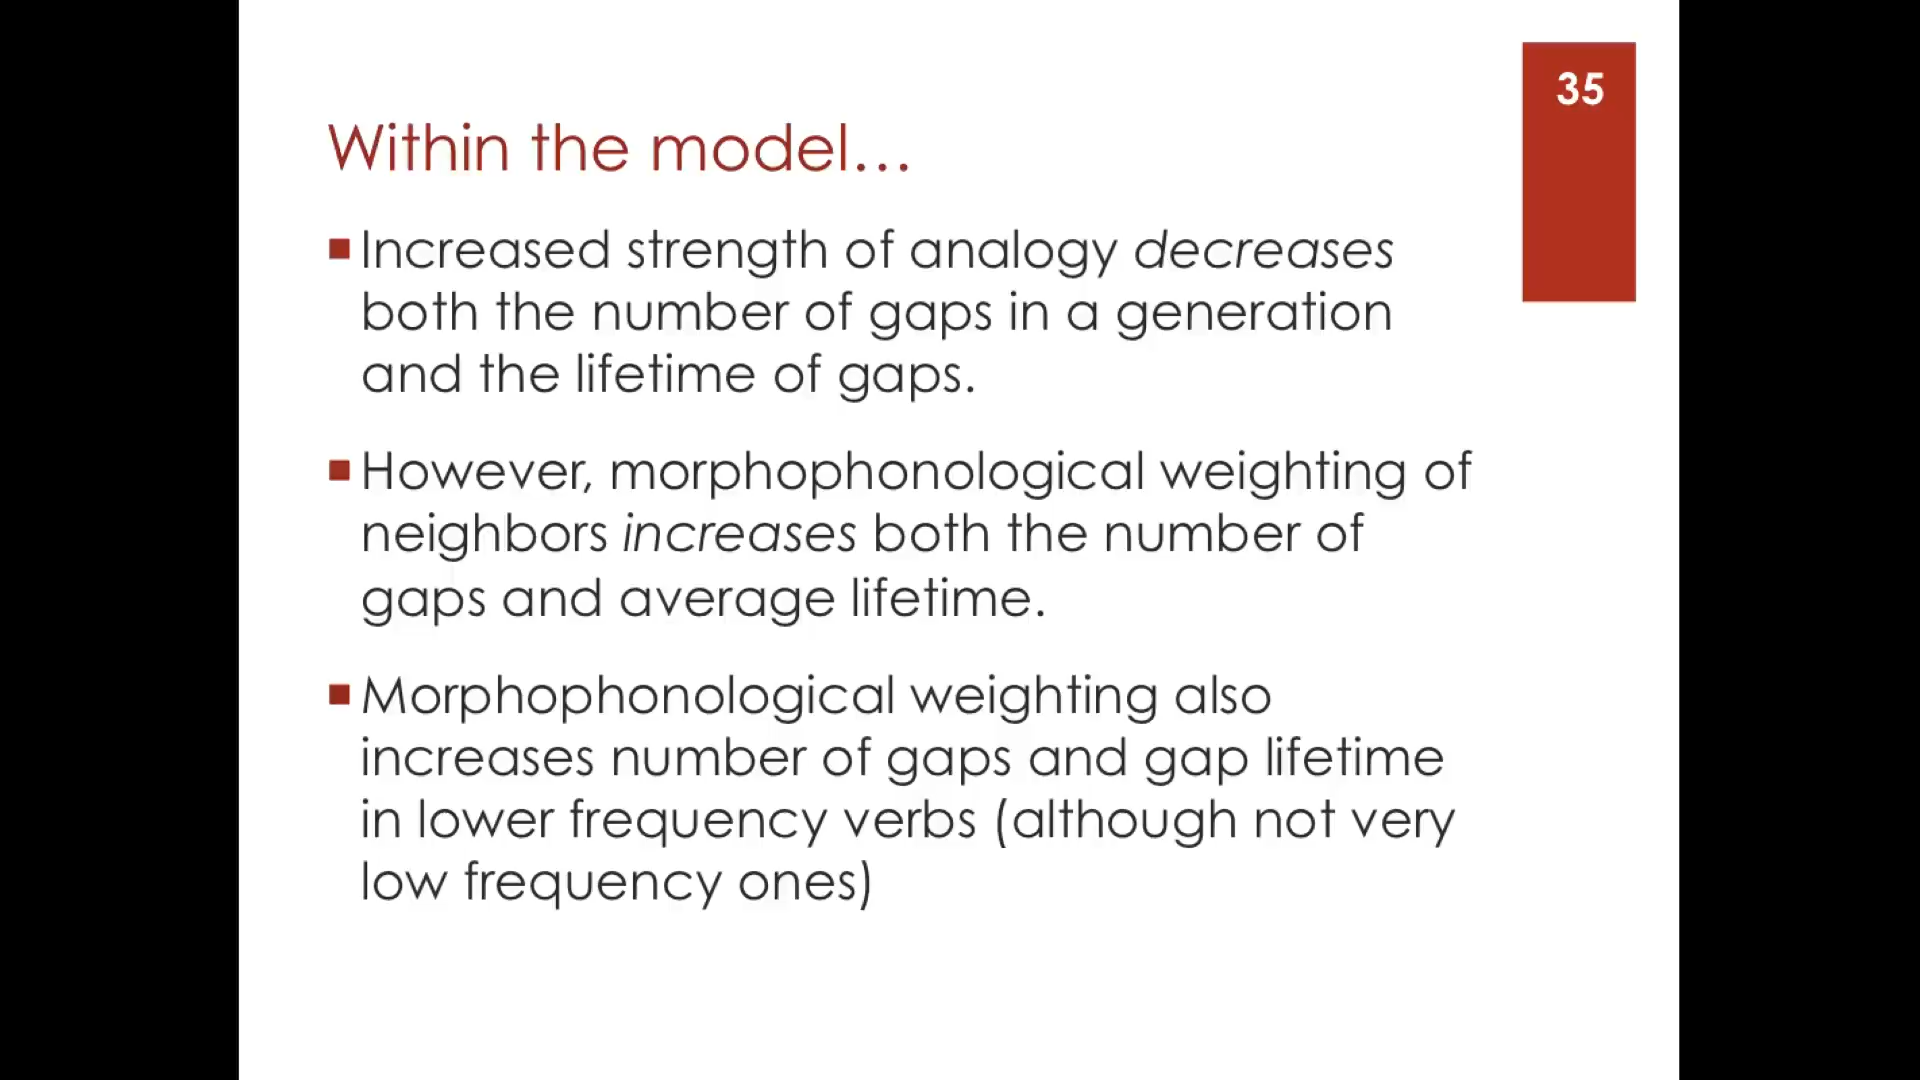 35
Within the model…
Increased strength of analogy decreases
both the number of gaps in a generation
and the lifetime of gaps.
However, morphophonological weighting of
neighbors increases both the number of
gaps and average lifetime.
Morphophonological weighting also
increases number of gaps and gap lifetime
in lower frequency verbs (although not very
low frequency ones)